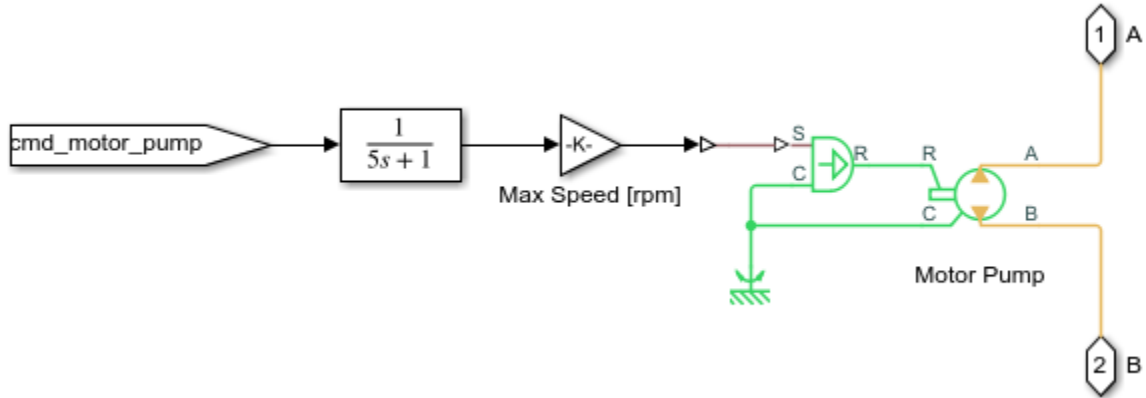 1 A
cmd_motor_pump
1
5s + 1
-K-
Max Speed [rpm]
S
C
R
R
C
A
B
Motor Pump
2 B